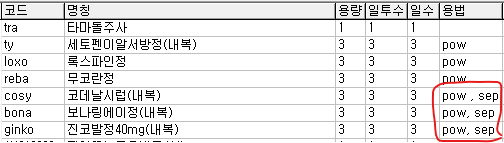 코드 명칭 용량 일투수 일수 용법
tra 타마돌주사 1 1 1
ty 세토펜이알서방정(내복) 3 3 3 pow
loxo 록스파인정 3 3 3 pow
reba 무코란정 3 3 3 pow
cosy 코데날시럽(내복) 3 3 3 pow , sep
bona 보나링에이정(내복) 3 3 3 pow, sep
ginko 진코발정40mg(내복) 3 3 3 pow, sep